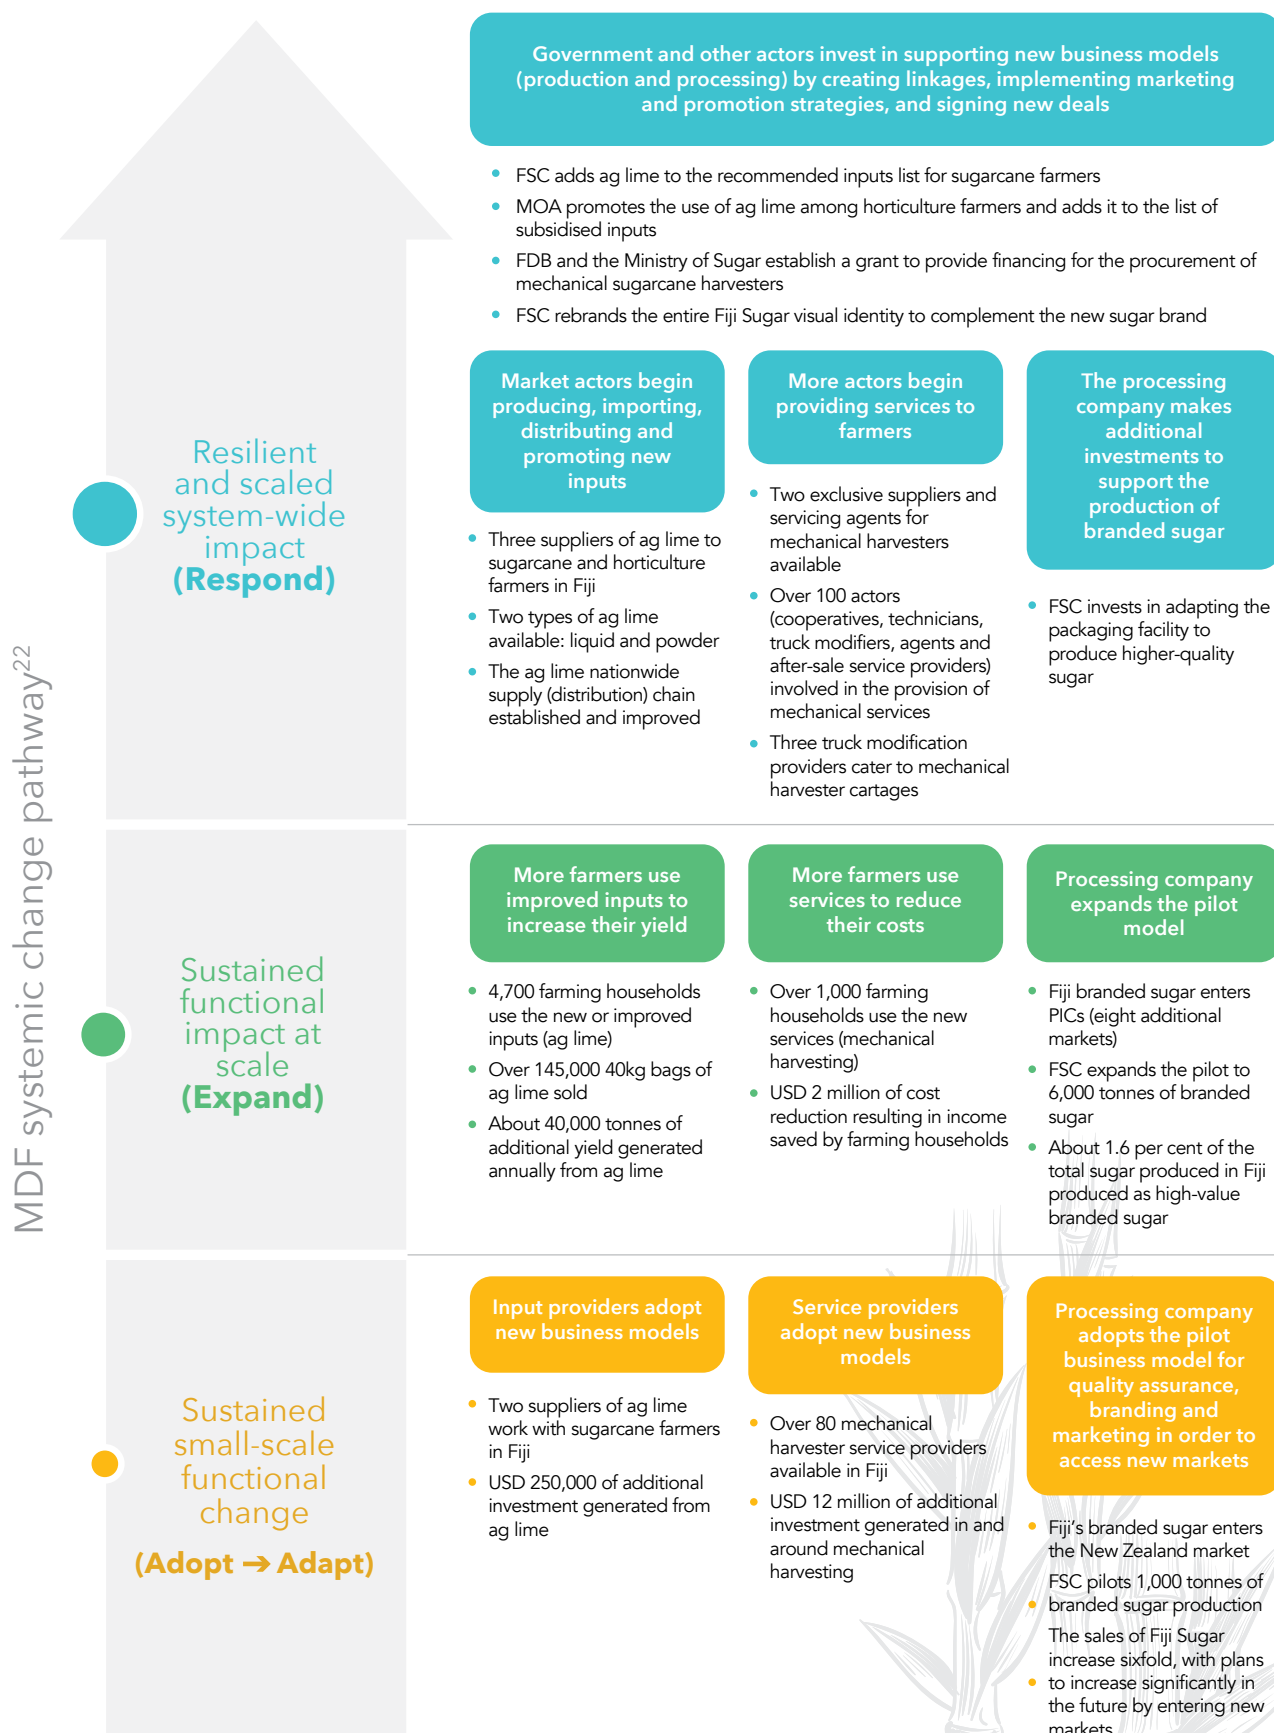 MDF systemic change pathway22
Government and other actors invest in supporting new business models
(production and processing) by creating linkages, implementing marketing
and promotion strategies, and signing new deals
• FSC adds ag lime to the recommended inputs list for sugarcane farmers
• MOA promotes the use of ag lime among horticulture farmers and adds it to the list of
subsidised inputs
• FDB and the Ministry of Sugar establish a grant to provide financing for the procurement of
mechanical sugarcane harvesters
• FSC rebrands the entire Fiji Sugar visual identity to complement the new sugar brand
Resilient
and scaled
system-wide
impact
(Respond)
Market actors begin
producing, importing,
distributing and
promoting new
inputs
• Three suppliers of ag lime to
sugarcane and horticulture
farmers in Fiji
• Two types of ag lime
available: liquid and powder
• The ag lime nationwide
supply (distribution) chain
established and improved
More actors begin
providing services to
farmers
• Two exclusive suppliers and
servicing agents for
mechanical harvesters
available
• Over 100 actors
(cooperatives, technicians,
truck modifiers, agents and
after-sale service providers)
involved in the provision of
mechanical services
• Three truck modification
providers cater to mechanical
harvester cartages
The processing
company makes
additional
investments to
support the
production of
branded sugar
• FSC invests in adapting the
packaging facility to
produce higher-quality
sugar
Sustained
functional
impact at
scale
(Expand)
More farmers use
improved inputs to
increase their yield
• 4,700 farming households
use the new or improved
inputs (ag lime)
• Over 145,000 40kg bags of
ag lime sold
• About 40,000 tonnes of
additional yield generated
annually from ag lime
More farmers use
services to reduce
their costs
• Over 1,000 farming
households use the new
services (mechanical
harvesting)
• USD 2 million of cost
reduction resulting in income
saved by farming households
Processing company
expands the pilot
model
• Fiji branded sugar enters
PICs (eight additional
markets)
• FSC expands the pilot to
6,000 tonnes of branded
sugar
• About 1.6 per cent of the
total sugar produced in Fiji
produced as high-value
branded sugar
Sustained
small-scale
functional
change
(Adopt ➔ Adapt)
Input providers adopt
new business models
• Two suppliers of ag lime
work with sugarcane farmers
in Fiji
• USD 250,000 of additional
investment generated from
ag lime
Service providers
adopt new business
models
• Over 80 mechanical
harvester service providers
available in Fiji
• USD 12 million of additional
investment generated in and
around mechanical
harvesting
Processing company
adopts the pilot
business model for
quality assurance,
branding and
marketing in order to
access new markets
• Fiji's branded sugar enters
the New Zealand market
FSC pilots 1,000 tonnes of
• branded sugar production
The sales of Fiji Sugar
increase sixfold, with plans
• to increase significantly in
the future by entering new
markets